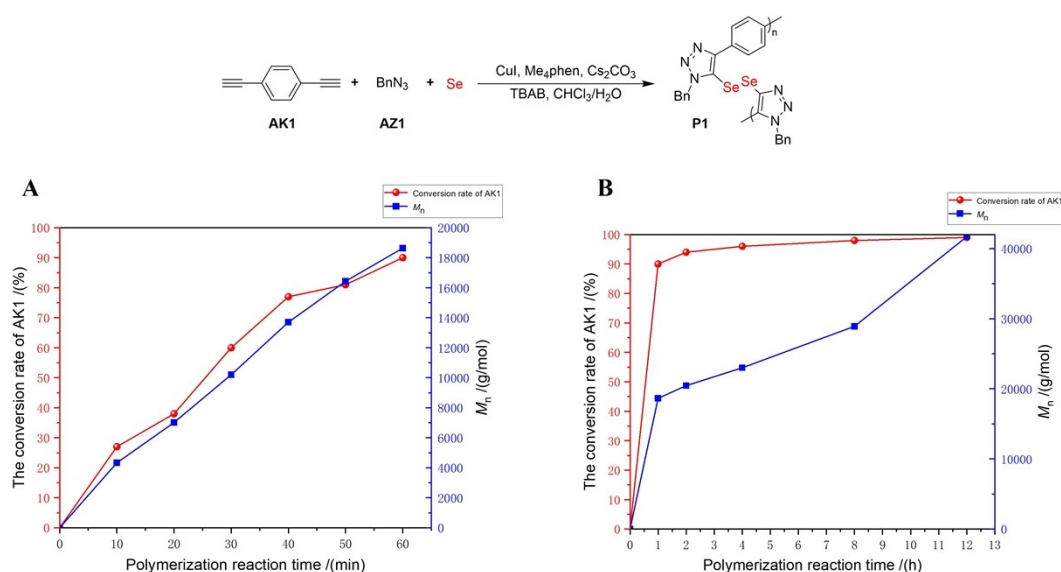 BnN₃
Se
CuI, Me₄phen, Cs₂CO₃
TBAB, CHCl₃/H₂O
AK1
AZ1
N
N
N
Bn
n
Se
Se
N
N
N
Bn
P1
A
Conversion rate of AK1
Mₙ
The conversion rate of AK1 /(%)
100
90
80
70
60
50
40
30
20
10
0
20000
18000
16000
14000
12000
10000
8000
6000
4000
2000
0
Mₙ /(g/mol)
0 10 20 30 40 50 60
Polymerization reaction time /(min)
B
Conversion rate of AK1
Mₙ
The conversion rate of AK1 /(%)
100
90
80
70
60
50
40
30
20
10
0
40000
30000
20000
10000
0
Mₙ /(g/mol)
0 1 2 3 4 5 6 7 8 9 10 11 12 13
Polymerization reaction time /(h)